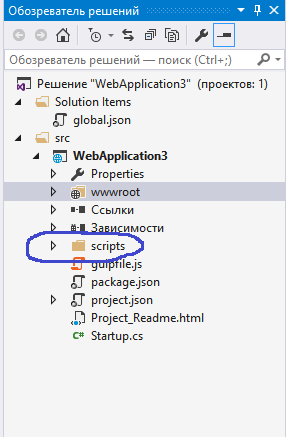 Обозреватель решений
Обозреватель решений — поиск (Ctrl+;)
Решение "WebApplication3" (проектов: 1)
Solution Items
global.json
src
WebApplication3
Properties
wwwroot
Ссылки
Зависимости
scripts
gulpfile.js
package.json
project.json
Project_Readme.html
C# Startup.cs